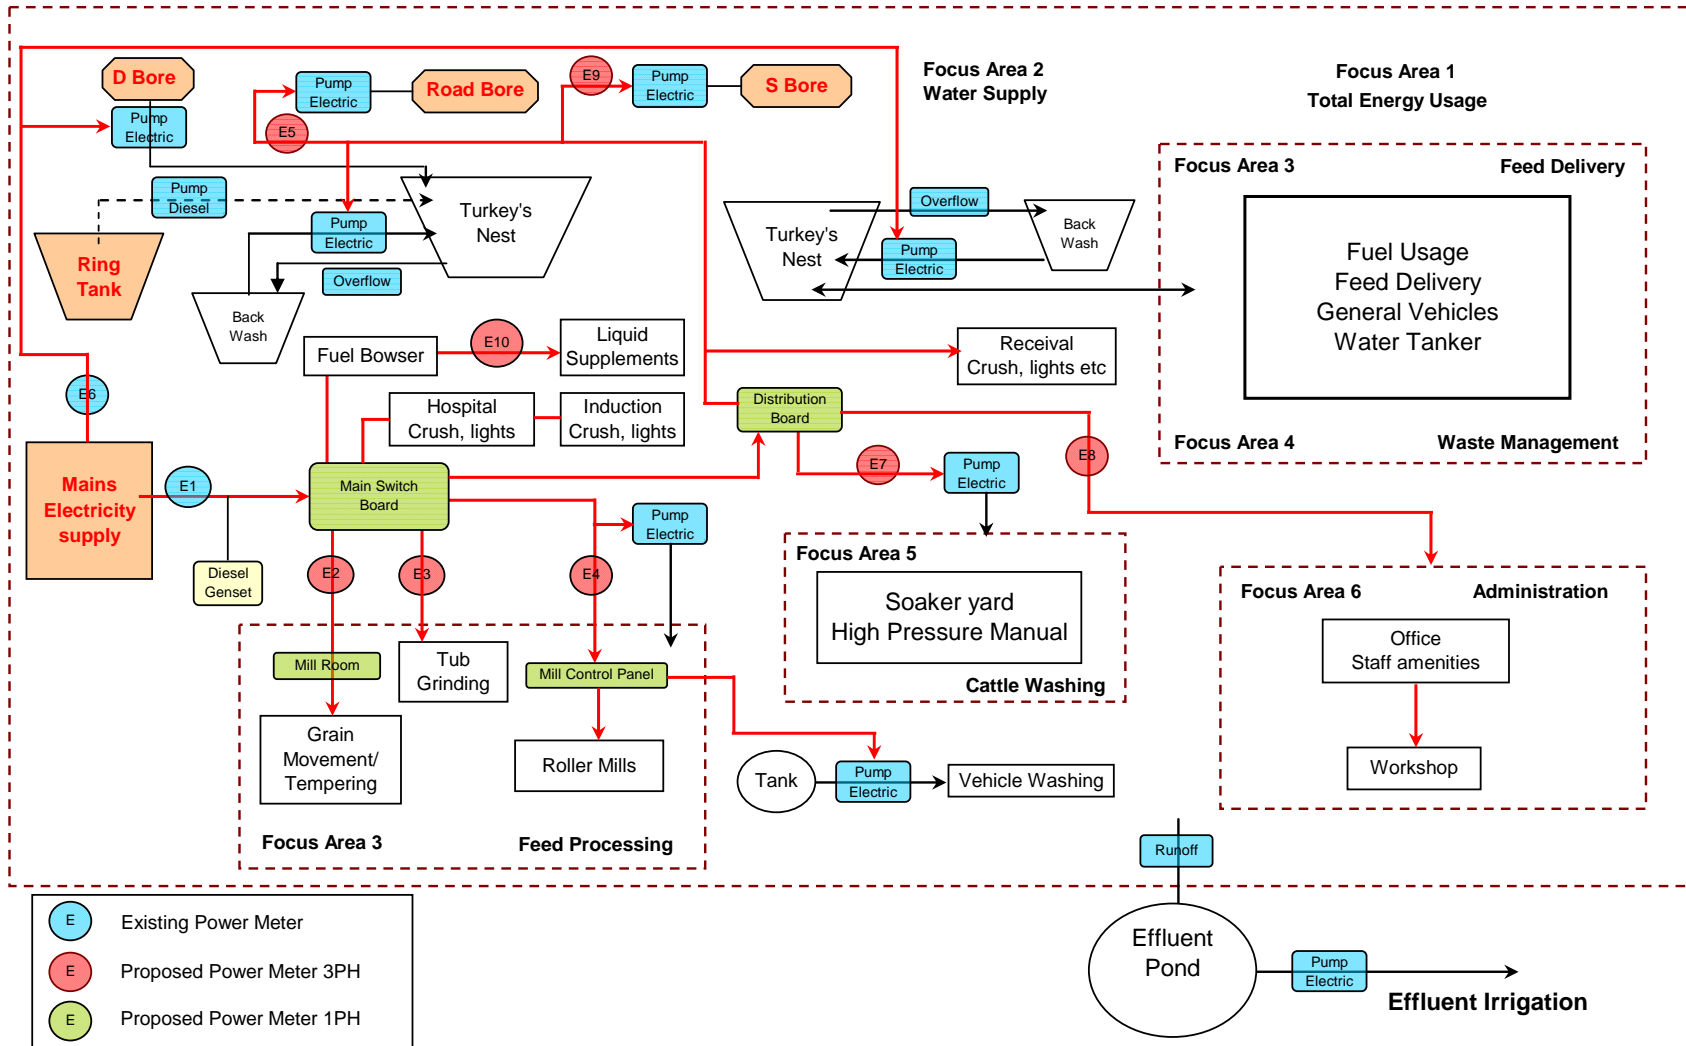 D Bore
Pump
Electric
Pump
Electric
Road Bore
E9
Pump
Electric
S Bore
Focus Area 2
Water Supply
Focus Area 1
Total Energy Usage
E5
Pump
Diesel
Ring
Tank
Pump
Electric
Turkey's
Nest
Overflow
Back
Wash
Turkey's
Nest
Overflow
Pump
Electric
Back
Wash
Focus Area 3
Feed Delivery
Fuel Usage
Feed Delivery
General Vehicles
Water Tanker
Focus Area 4
Waste Management
Fuel Bowser
E10
Liquid
Supplements
Receival
Crush, lights etc
E6
Hospital
Crush, lights
Induction
Crush, lights
Distribution
Board
Mains
Electricity
supply
E1
Main Switch
Board
E7
Pump
Electric
E8
Diesel
Genset
E2
E3
E4
Pump
Electric
Focus Area 5
Soaker yard
High Pressure Manual
Cattle Washing
Focus Area 6
Administration
Office
Staff amenities
Workshop
Mill Room
Tub
Grinding
Mill Control Panel
Grain
Movement/
Tempering
Roller Mills
Focus Area 3
Feed Processing
Tank
Pump
Electric
Vehicle Washing
Runoff
Effluent
Pond
Pump
Electric
Effluent Irrigation
E
Existing Power Meter
E
Proposed Power Meter 3PH
E
Proposed Power Meter 1PH